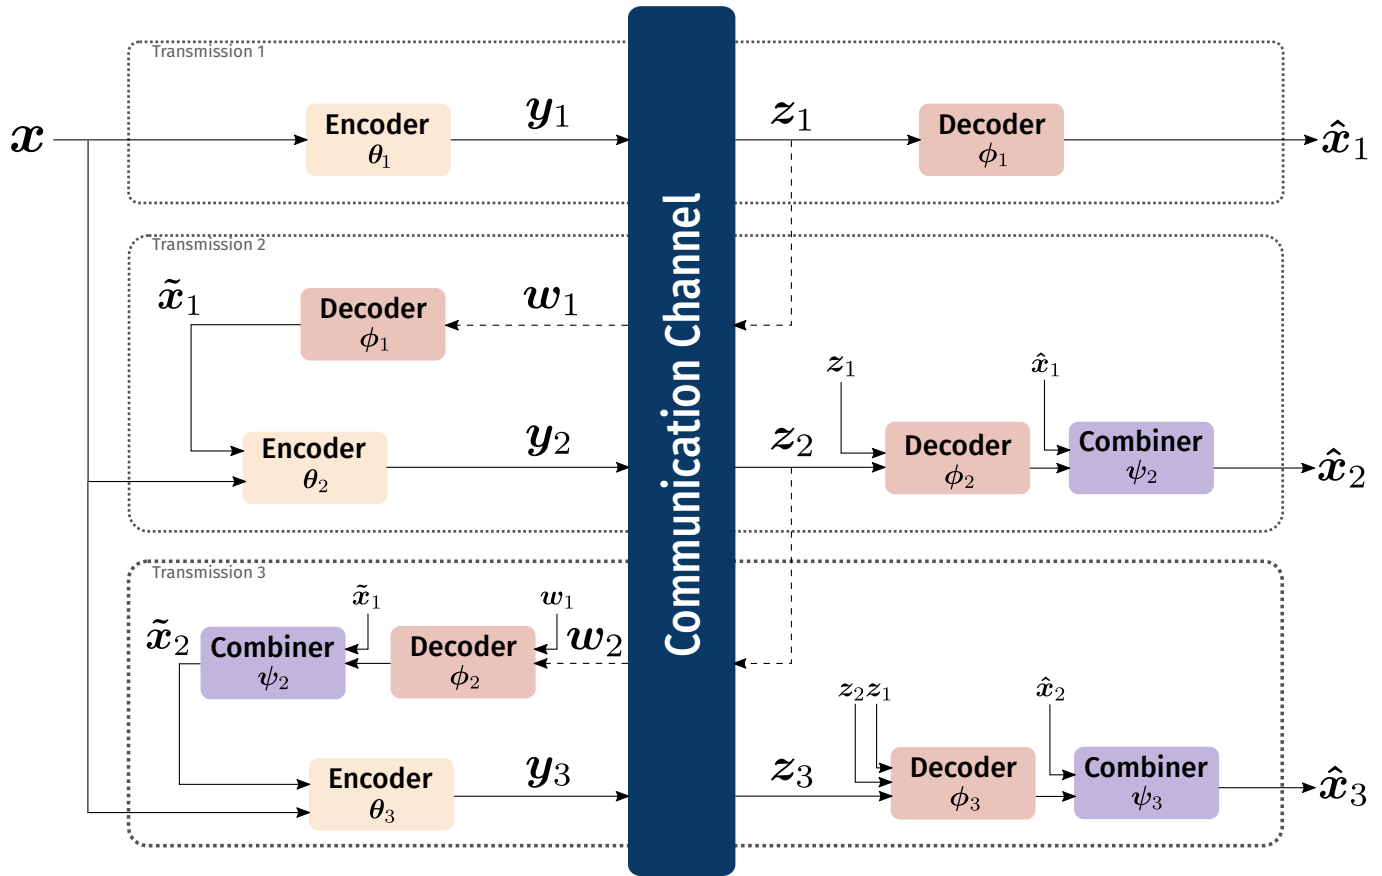 Transmission 1
x
Encoder
θ₁
y₁
z₁
Decoder
ϕ₁
x̂₁
Communication Channel
Transmission 2
x̃₁
Decoder
ϕ₁
w₁
Encoder
θ₂
y₂
z₂
z₁
Decoder
ϕ₂
x̂₁
Combiner
ψ₂
x̂₂
Transmission 3
x̃₂
Combiner
ψ₂
x̃₁
Decoder
ϕ₂
w₁
w₂
Encoder
θ₃
y₃
z₃
z₂z₁
Decoder
ϕ₃
x̂₂
Combiner
ψ₃
x̂₃